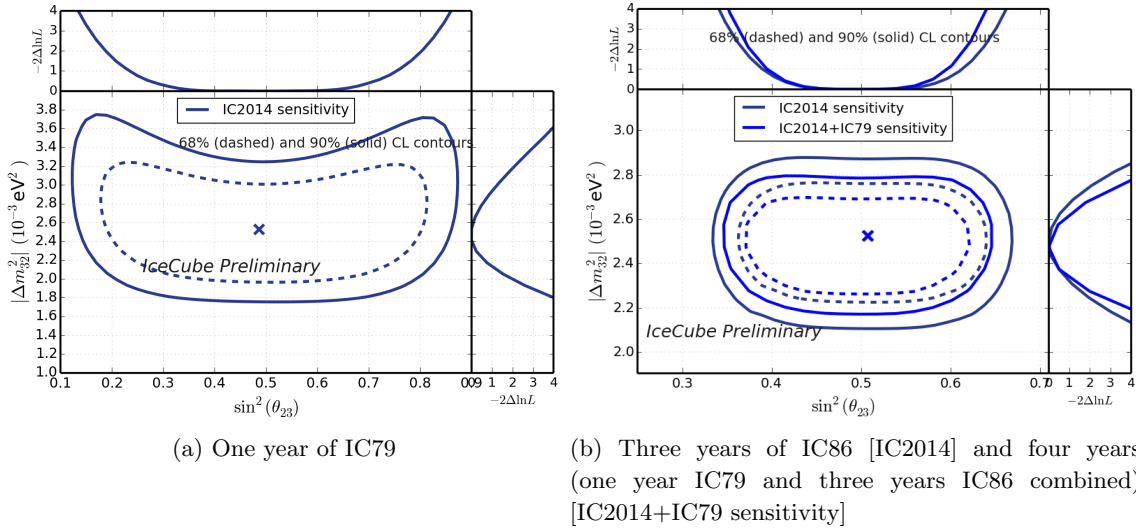 4
3
2
1
0
−2ΔlnL
3.8
3.6
3.4
3.2
3.0
2.8
2.6
2.4
2.2
2.0
1.8
1.6
1.4
1.2
1.0
|Δm²₃₂| (10⁻³ eV²)
IC2014 sensitivity
68% (dashed) and 90% (solid) CL contours
IceCube Preliminary
0.1 0.2 0.3 0.4 0.5 0.6 0.7 0.8 0.9
0 1 2 3 4
sin² (θ₂₃)
−2ΔlnL
(a) One year of IC79
4
3
2
1
0
−2ΔlnL
68% (dashed) and 90% (solid) CL contours
3.0
2.8
2.6
2.4
2.2
2.0
|Δm²₃₂| (10⁻³ eV²)
IC2014 sensitivity
IC2014+IC79 sensitivity
IceCube Preliminary
0.3 0.4 0.5 0.6 0.7
0 1 2 3 4
sin² (θ₂₃)
−2ΔlnL
(b) Three years of IC86 [IC2014] and four years
(one year IC79 and three years IC86 combined)
[IC2014+IC79 sensitivity]